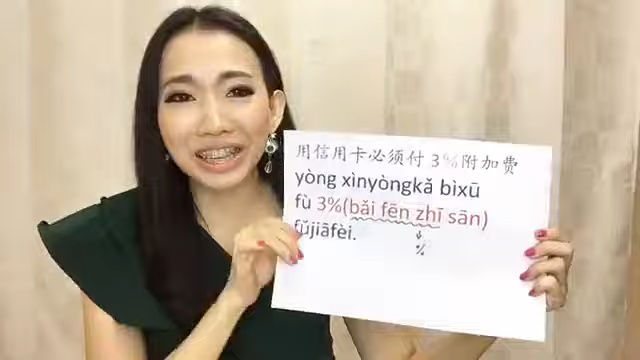 用信用卡必须付 3% 附加费
yòng xìnyòngkǎ bìxū
fù 3%(bǎi fēn zhī sān)
fùjiāfèi.
↓
%